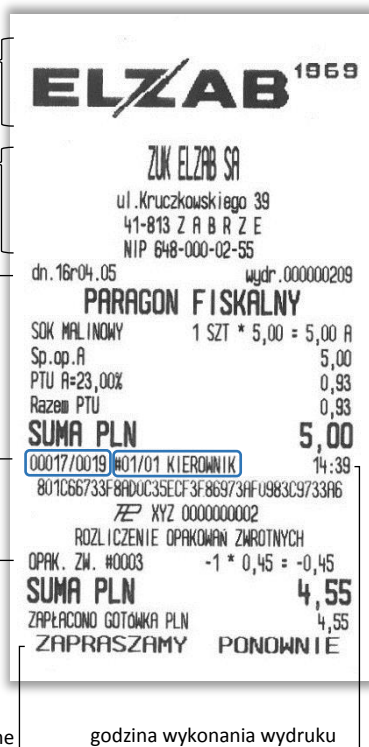 ELZAB 1969
ZUK ELZAB SA
ul.Kruczkowskiego 39
41-813 Z A B R Z E
NIP 648-000-02-55
dn.16r04.05 wydr.000000209
PARAGON FISKALNY
SOK MALINOWY 1 SZT * 5,00 = 5,00 A
Sp.op.A 5,00
PTU A=23,00% 0,93
Razem PTU 0,93
SUMA PLN 5,00
00017/0019 #01/01 KIEROWNIK 14:39
801C66733F8AD0C35ECF3F86973AF0983C9733A6
XYZ 0000000002
ROZLICZENIE OPAKOWAŃ ZWROTNYCH
OPAK. ZW. #0003 -1 * 0,45 = -0,45
SUMA PLN 4,55
ZAPŁACONO GOTÓWKA PLN 4,55
ZAPRASZAMY PONOWNIE
godzina wykonania wydruku